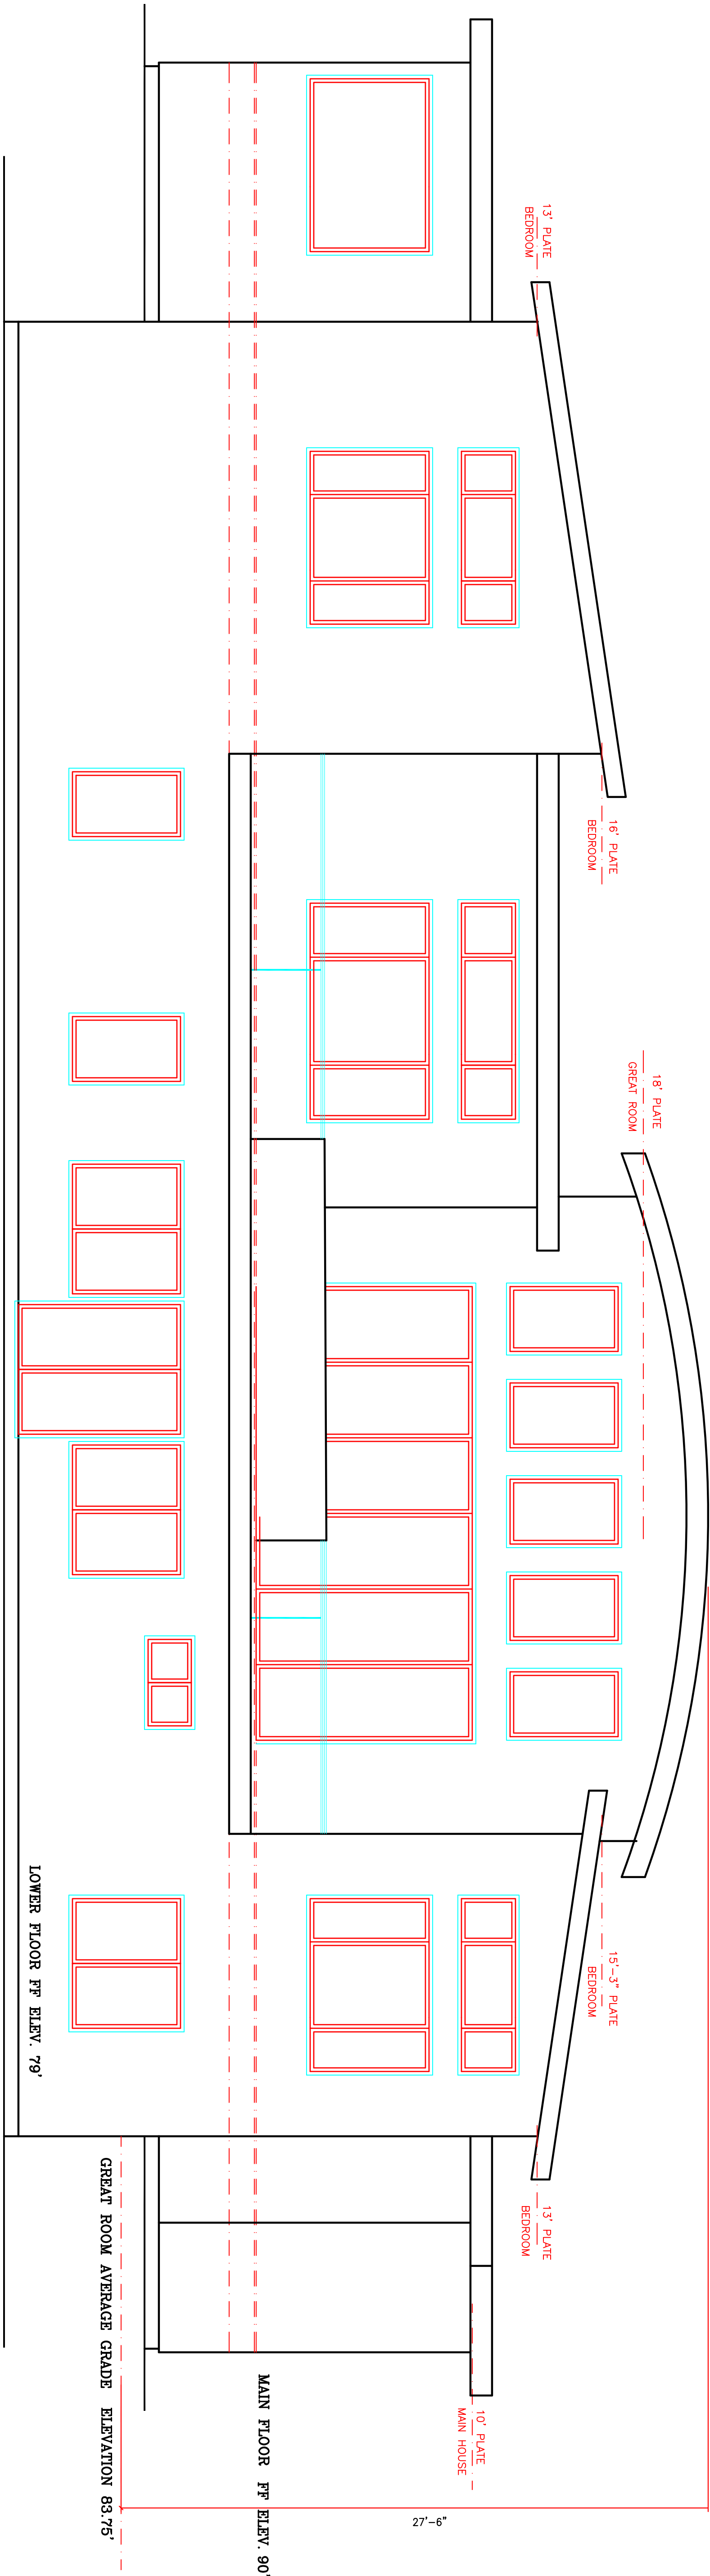 13' PLATE
BEDROOM
16' PLATE
BEDROOM
18' PLATE
GREAT ROOM
15'-3" PLATE
BEDROOM
13' PLATE
BEDROOM
10' PLATE
MAIN HOUSE
27'-6"
MAIN FLOOR FF ELEV. 90'
GREAT ROOM AVERAGE GRADE ELEVATION 83.75'
LOWER FLOOR FF ELEV. 79'